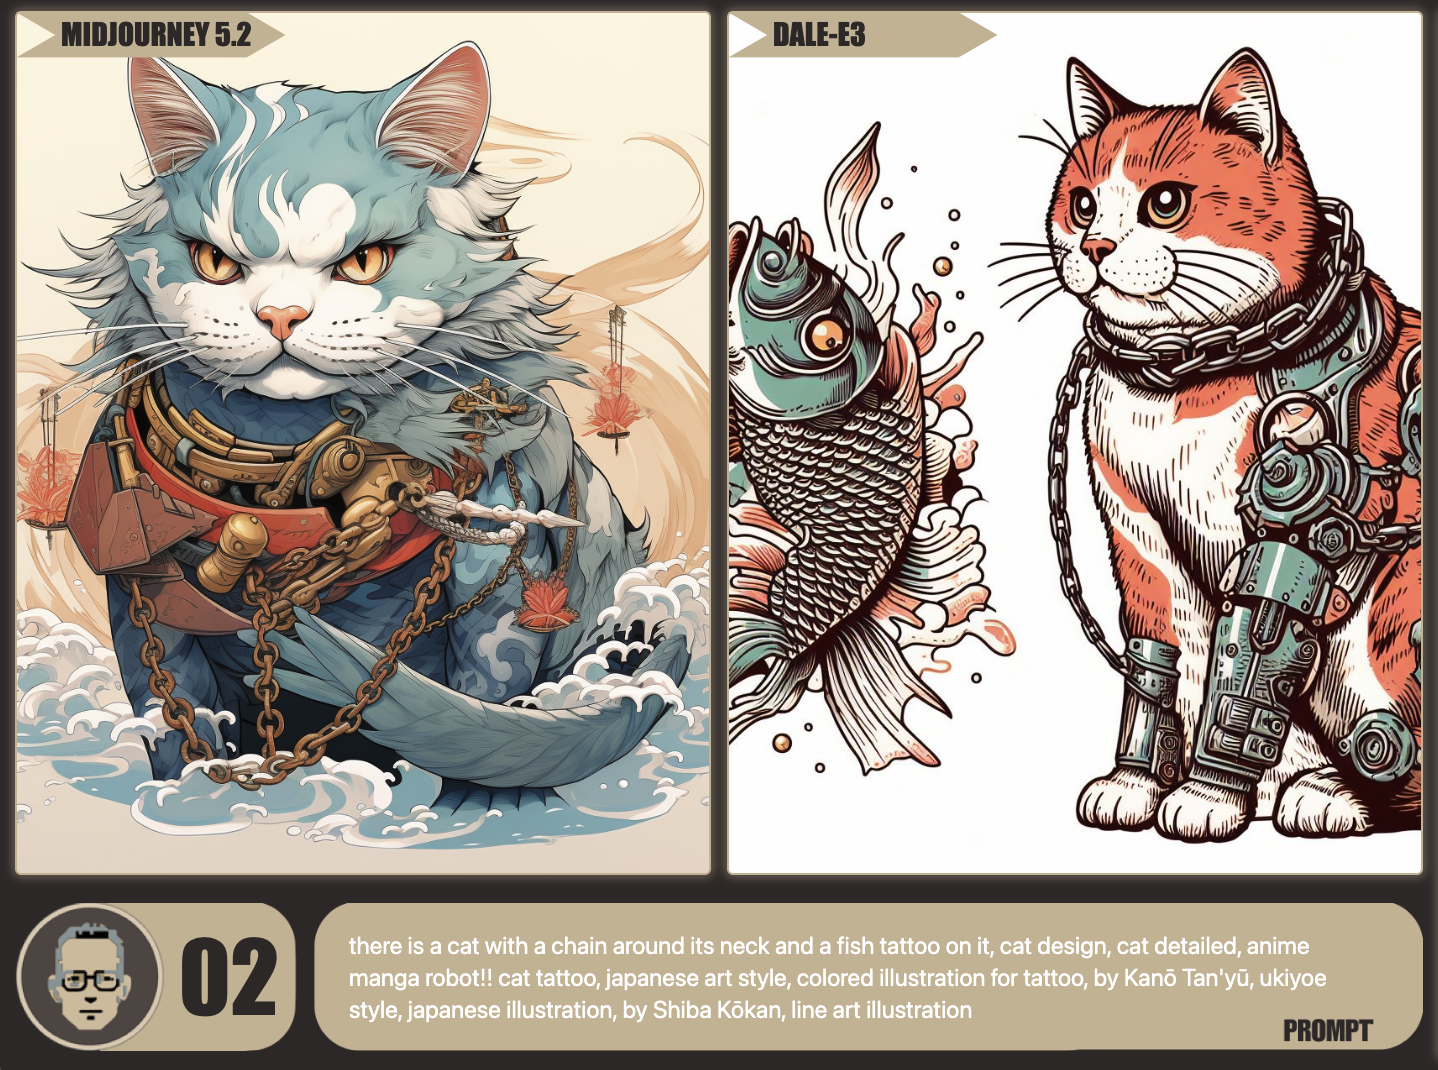 MIDJOURNEY 5.2
DALE-E3
02
there is a cat with a chain around its neck and a fish tattoo on it, cat design, cat detailed, anime
manga robot!! cat tattoo, japanese art style, colored illustration for tattoo, by Kanō Tan'yū, ukiyoe
style, japanese illustration, by Shiba Kōkan, line art illustration
PROMPT